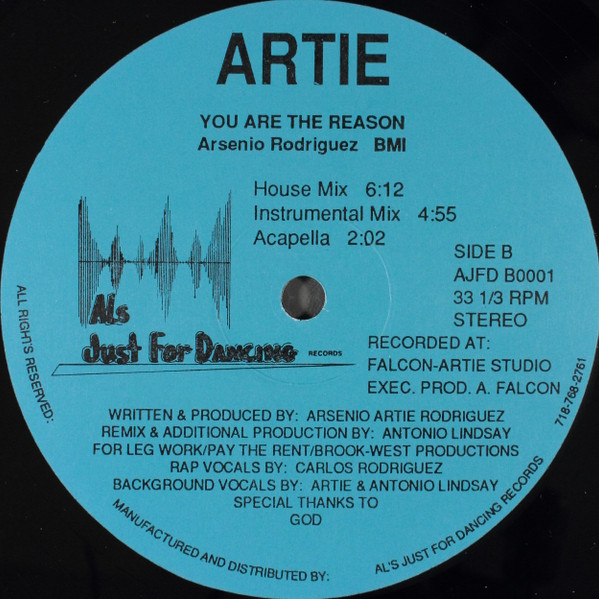 ARTIE
YOU ARE THE REASON
Arsenio Rodriguez BMI
House Mix 6:12
Instrumental Mix 4:55
Acapella 2:02
SIDE B
AJFD B0001
33 1/3 RPM
STEREO
ALs
Just For DANCING RECORDS
RECORDED AT:
FALCON-ARTIE STUDIO
EXEC. PROD. A. FALCON
WRITTEN & PRODUCED BY: ARSENIO ARTIE RODRIGUEZ
REMIX & ADDITIONAL PRODUCTION BY: ANTONIO LINDSAY
FOR LEG WORK/PAY THE RENT/BROOK-WEST PRODUCTIONS
RAP VOCALS BY: CARLOS RODRIGUEZ
BACKGROUND VOCALS BY: ARTIE & ANTONIO LINDSAY
SPECIAL THANKS TO
GOD
ALL RIGHTS RESERVED:
MANUFACTURED AND DISTRIBUTED BY:
AL'S JUST FOR DANCING RECORDS
718-768-2761